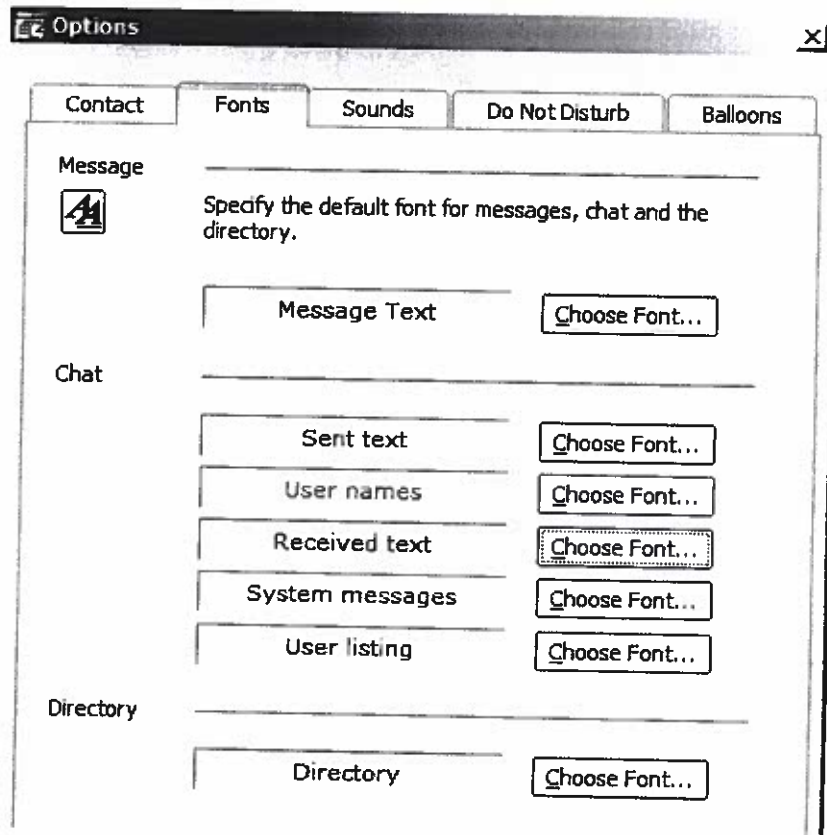 Options
Contact Fonts Sounds Do Not Disturb Balloons
Message
Specify the default font for messages, chat and the
directory.
Message Text Choose Font...
Chat
Sent text Choose Font...
User names Choose Font...
Received text Choose Font...
System messages Choose Font...
User listing Choose Font...
Directory
Directory Choose Font...